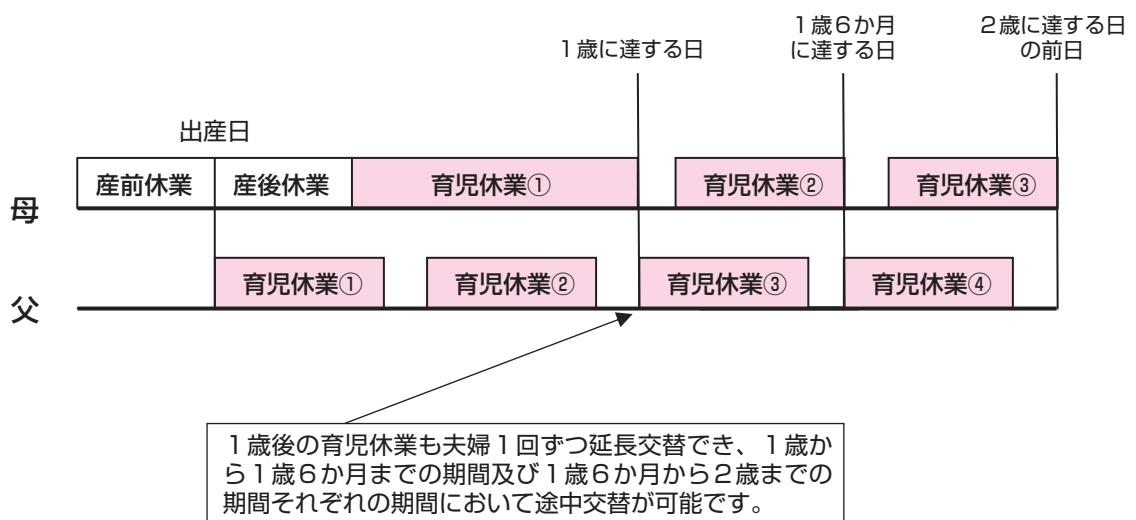 1歳に達する日
1歳6か月
に達する日
2歳に達する日
の前日
出産日
母
産前休業
産後休業
育児休業①
育児休業②
育児休業③
父
育児休業①
育児休業②
育児休業③
育児休業④
1歳後の育児休業も夫婦1回ずつ延長交替でき、1歳か
ら1歳6か月までの期間及び1歳6か月から2歳までの
期間それぞれの期間において途中交替が可能です。